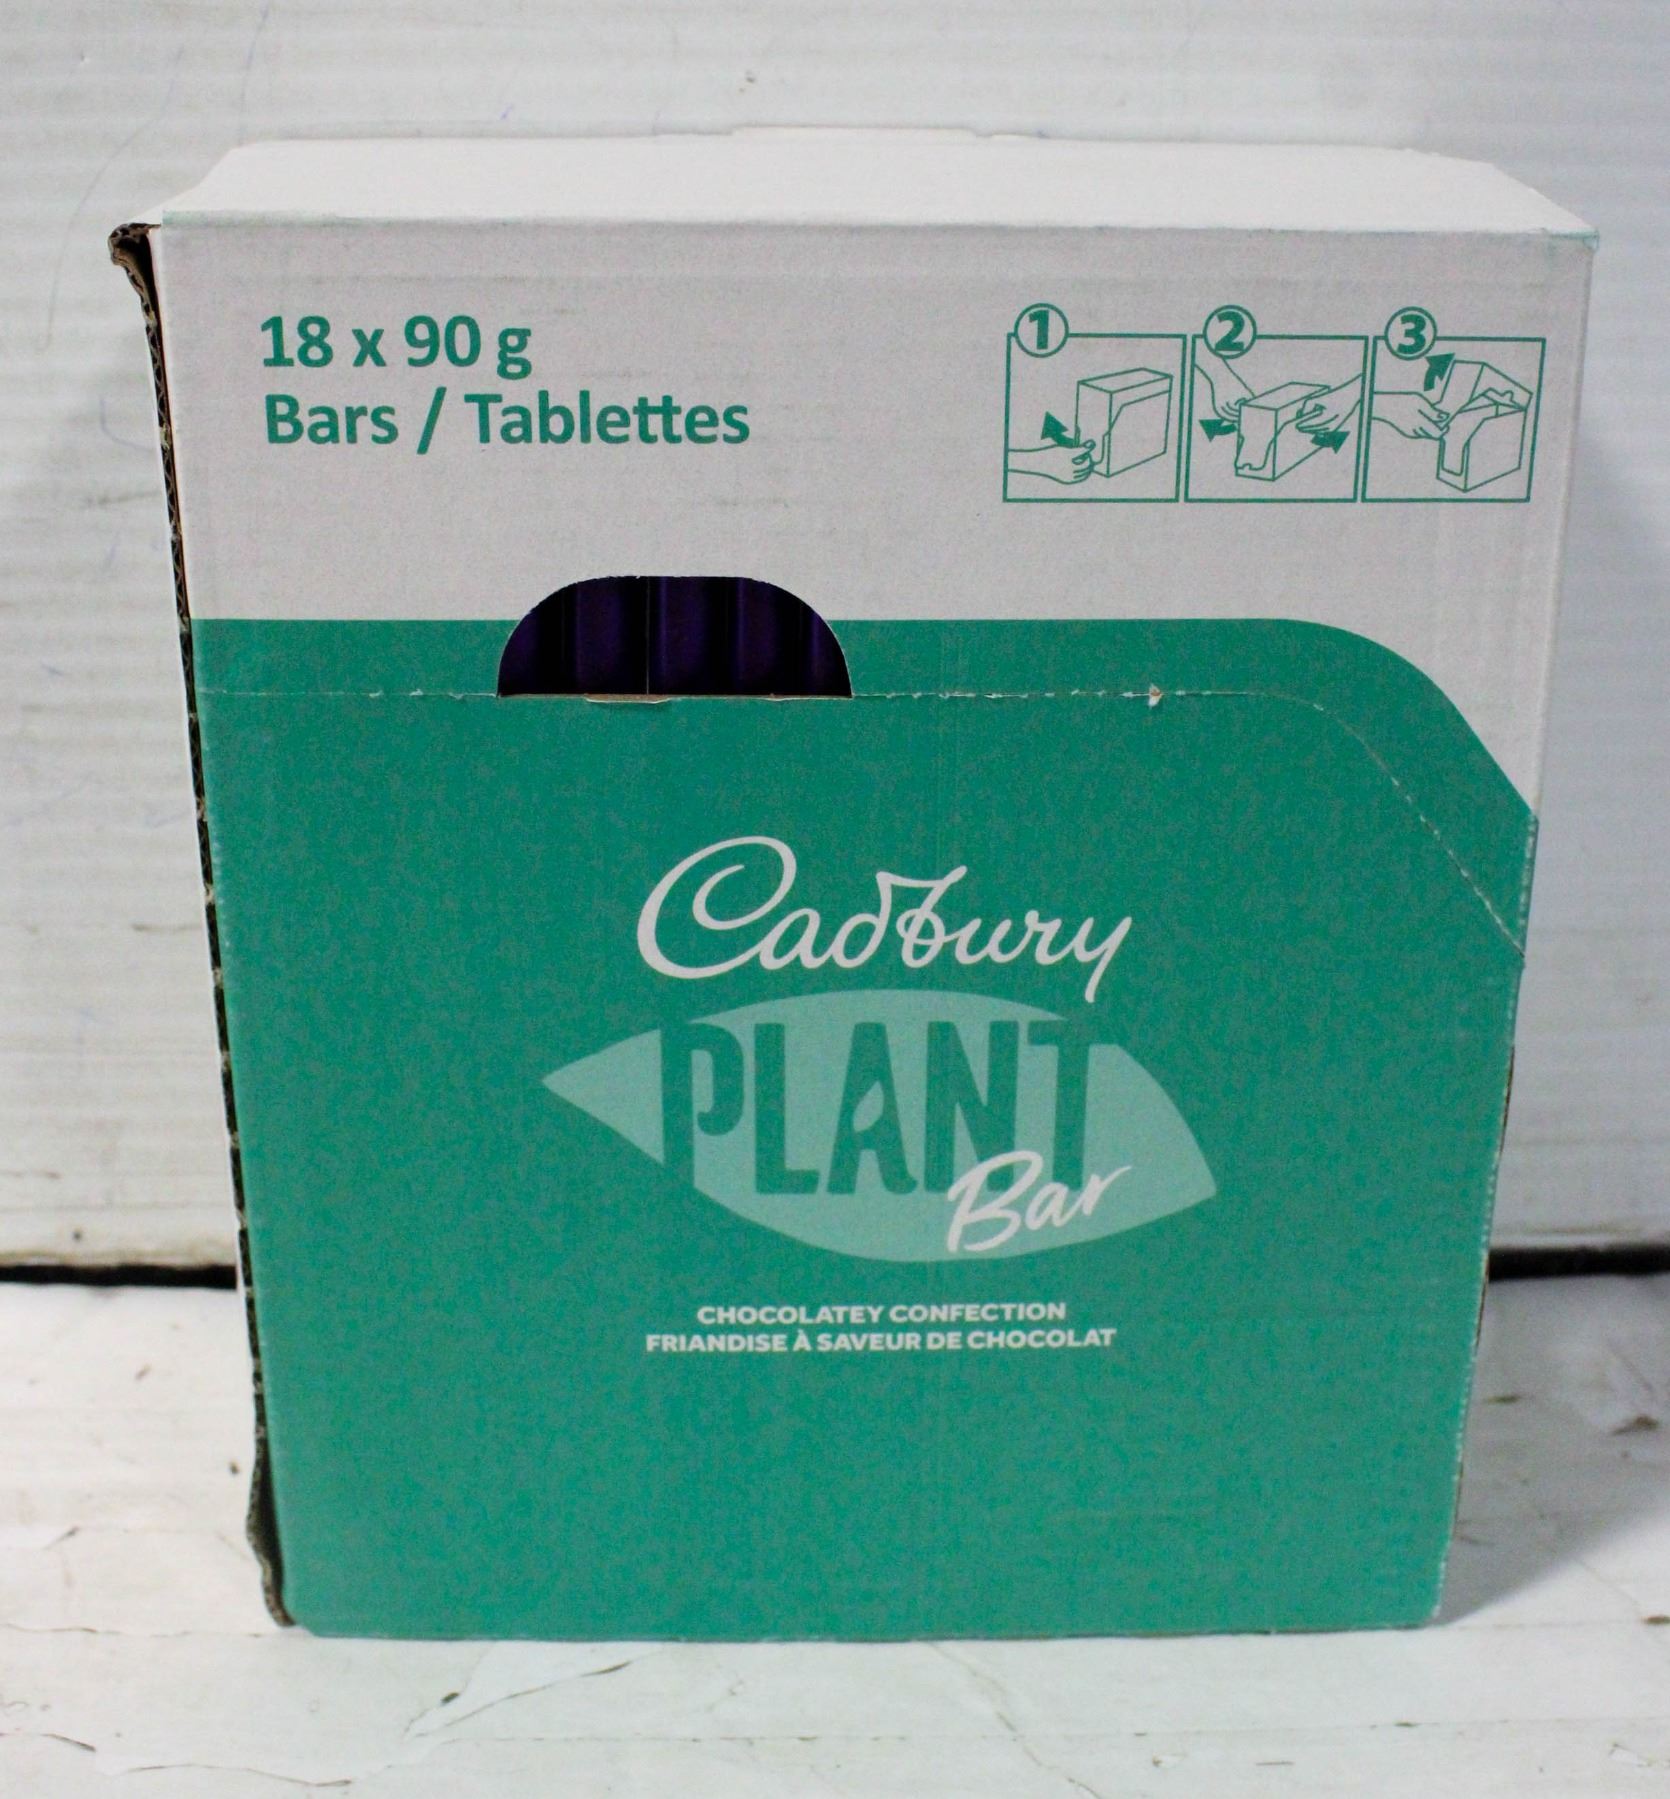 18 x 90 g
Bars / Tablettes
1 2 3
Cadbury
PLANT
Bar
CHOCOLATEY CONFECTION
FRIANDISE À SAVEUR DE CHOCOLAT